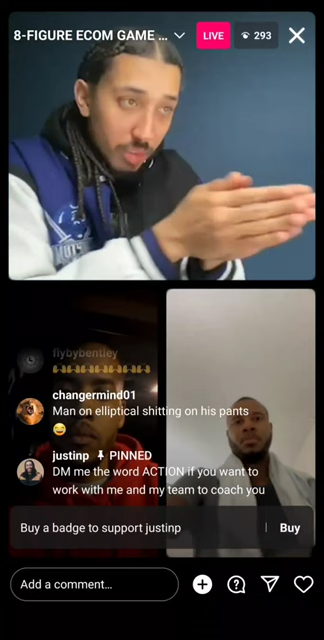 8-FIGURE ECOM GAME ...
LIVE
293
flybybentley
changermind01
Man on elliptical shitting on his pants
😂
justinp PINNED
DM me the word ACTION if you want to
work with me and my team to coach you
Buy a badge to support justinp
Buy
Add a comment...